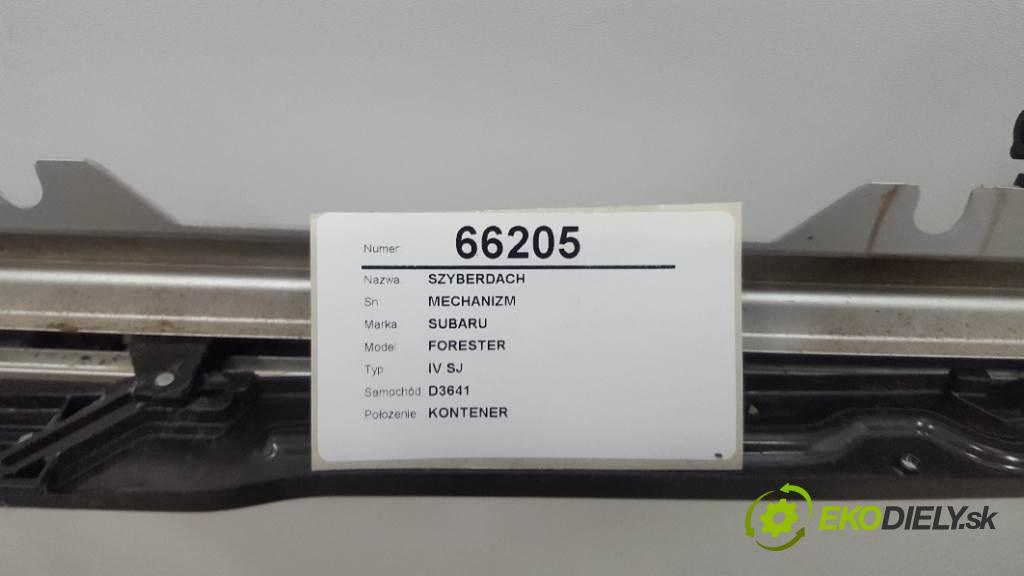 Numer: 66205
Nazwa: SZYBERDACH
Sn MECHANIZM
Marka SUBARU
Model FORESTER
Typ IV SJ
Samochód D3641
Położenie KONTENER
EKODIELY.sk